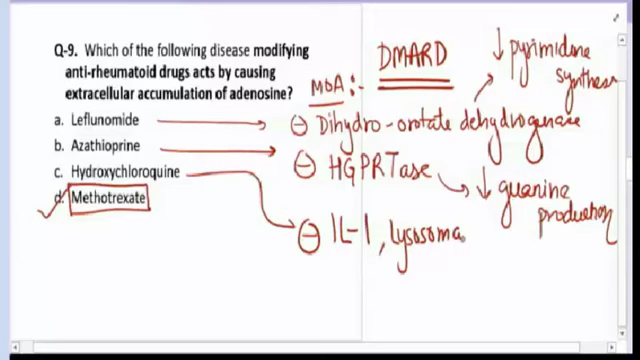 Q-9. Which of the following disease modifying
anti-rheumatoid drugs acts by causing
extracellular accumulation of adenosine?
a. Leflunomide
b. Azathioprine
c. Hydroxychloroquine
d. Methotrexate
DMARD
MOA :-
↓ pyrimidine
synthesis
⊖ Dihydro-orotate dehydrogenase
⊖ HGPRTase
↓ guanine
production
⊖ IL-1, Lysosoma